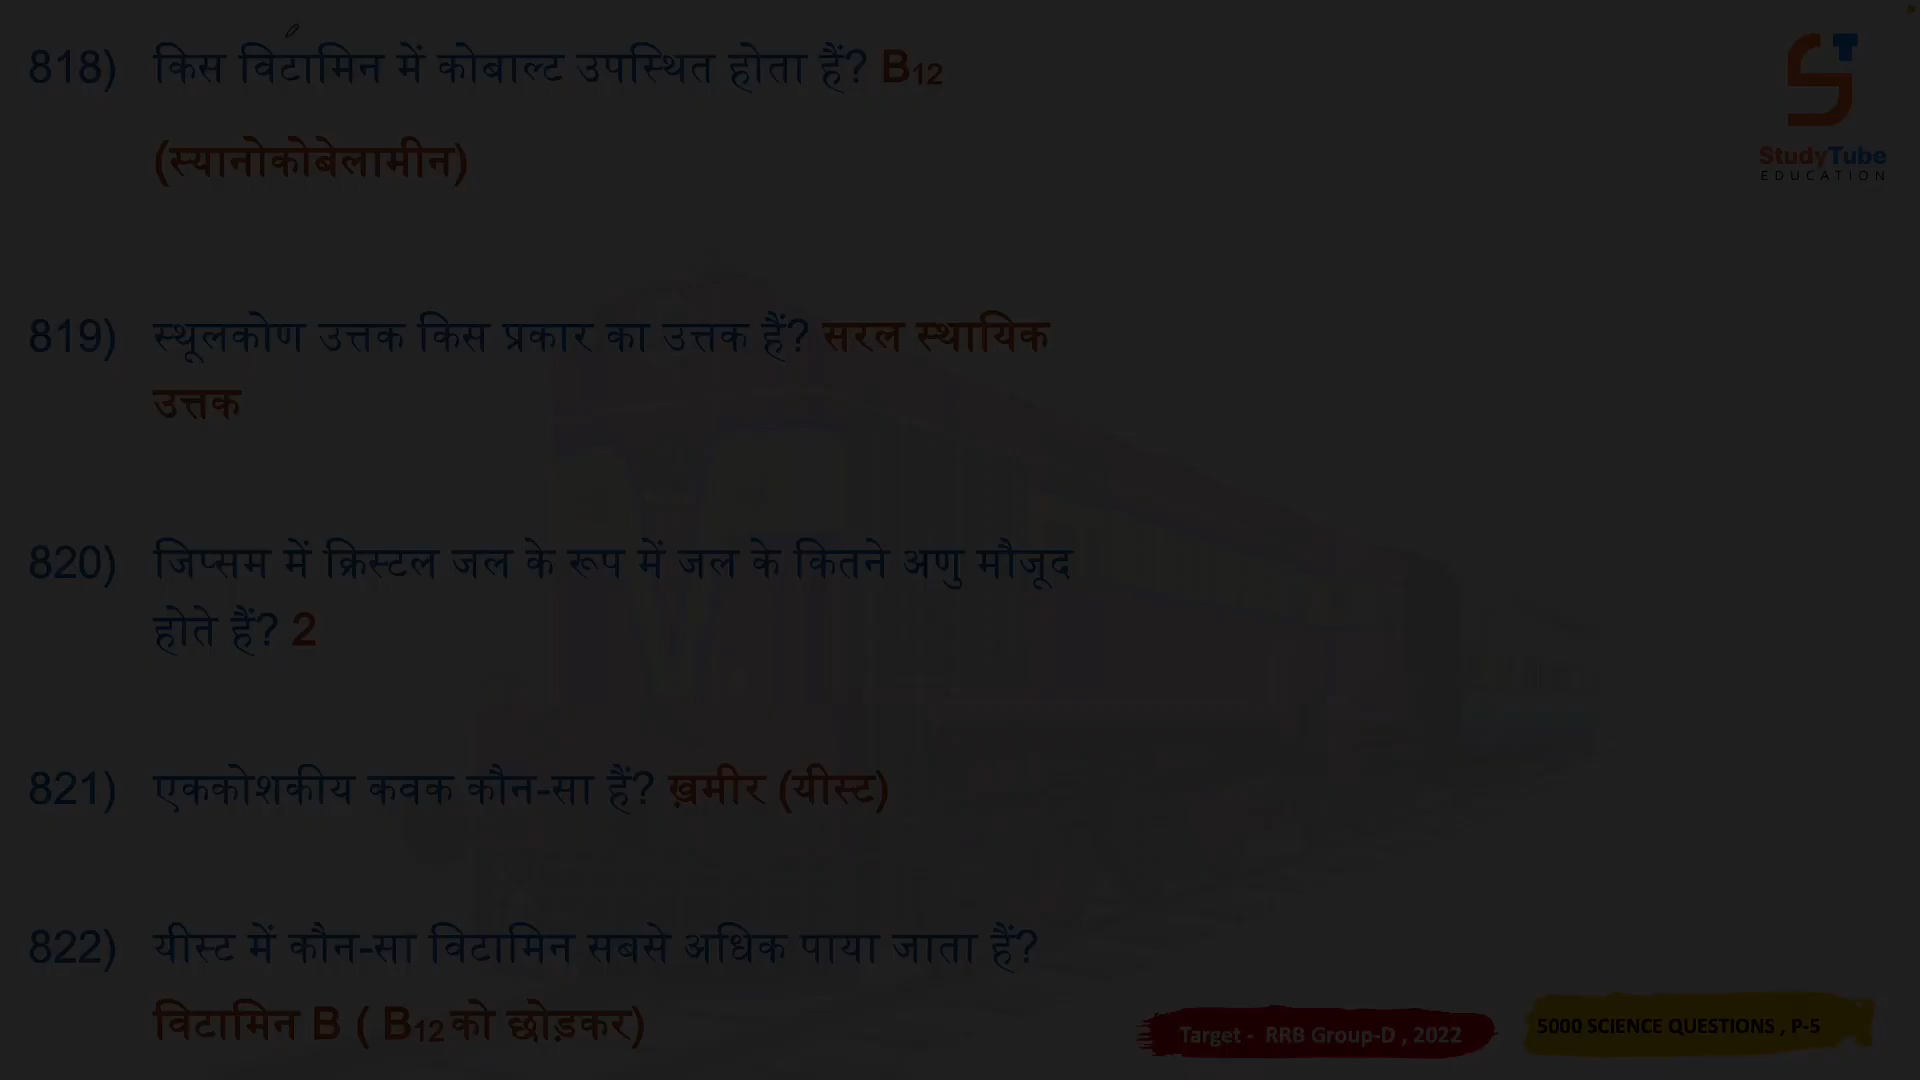 818) किस विटामिन में कोबाल्ट उपस्थित होता हैं? B₁₂
(स्यानोकोबेलामीन)
StudyTube
EDUCATION
819) स्थूलकोण उत्तक किस प्रकार का उत्तक हैं? सरल स्थायिक
उत्तक
820) जिप्सम में क्रिस्टल जल के रूप में जल के कितने अणु मौजूद
होते हैं? 2
821) एककोशकीय कवक कौन-सा हैं? ख़मीर (यीस्ट)
822) यीस्ट में कौन-सा विटामिन सबसे अधिक पाया जाता हैं?
विटामिन B ( B₁₂ को छोड़कर)
Target - RRB Group-D , 2022
5000 SCIENCE QUESTIONS , P-5